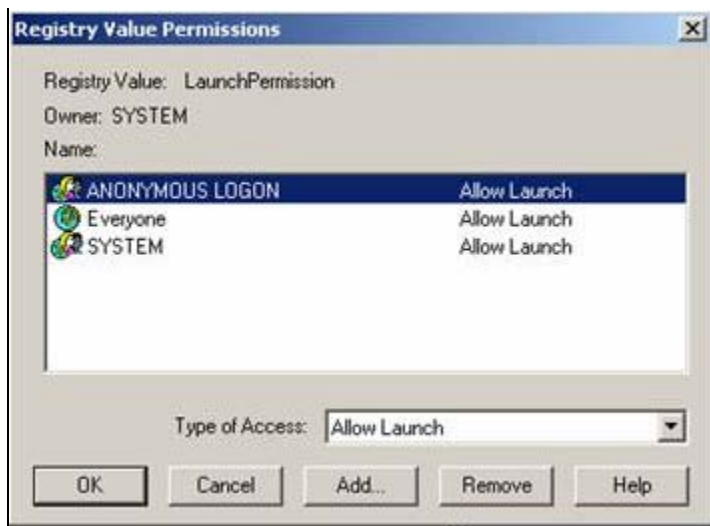 Registry Value Permissions
Registry Value: LaunchPermission
Owner: SYSTEM
Name:
ANONYMOUS LOGON Allow Launch
Everyone Allow Launch
SYSTEM Allow Launch
Type of Access: Allow Launch
OK Cancel Add... Remove Help